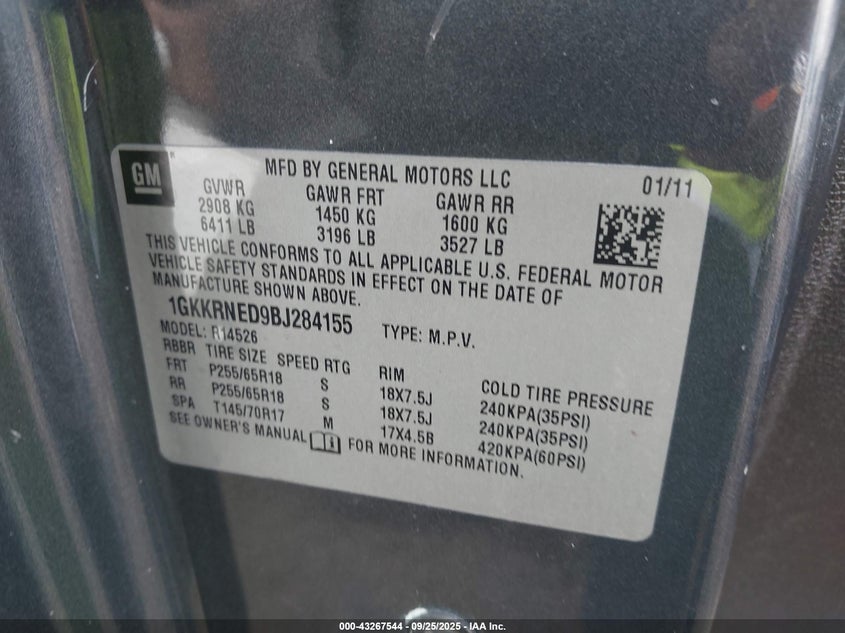 GM
MFD BY GENERAL MOTORS LLC
01/11
GVWR GAWR FRT GAWR RR
2908 KG 1450 KG 1600 KG
6411 LB 3196 LB 3527 LB
THIS VEHICLE CONFORMS TO ALL APPLICABLE U.S. FEDERAL MOTOR
VEHICLE SAFETY STANDARDS IN EFFECT ON THE DATE OF
MANUFACTURE SHOWN ABOVE.
1GKKRNED9BJ284155 TYPE: M.P.V.
MODEL: R14526
RBBR TIRE SIZE SPEED RTG RIM COLD TIRE PRESSURE
FRT P255/65R18 S 18X7.5J 240KPA(35PSI)
RR P255/65R18 S 18X7.5J 240KPA(35PSI)
SPA T145/70R17 M 17X4.5B 420KPA(60PSI)
SEE OWNER'S MANUAL FOR MORE INFORMATION.
000-43267544 | 09/25/2025 - IAA Inc.